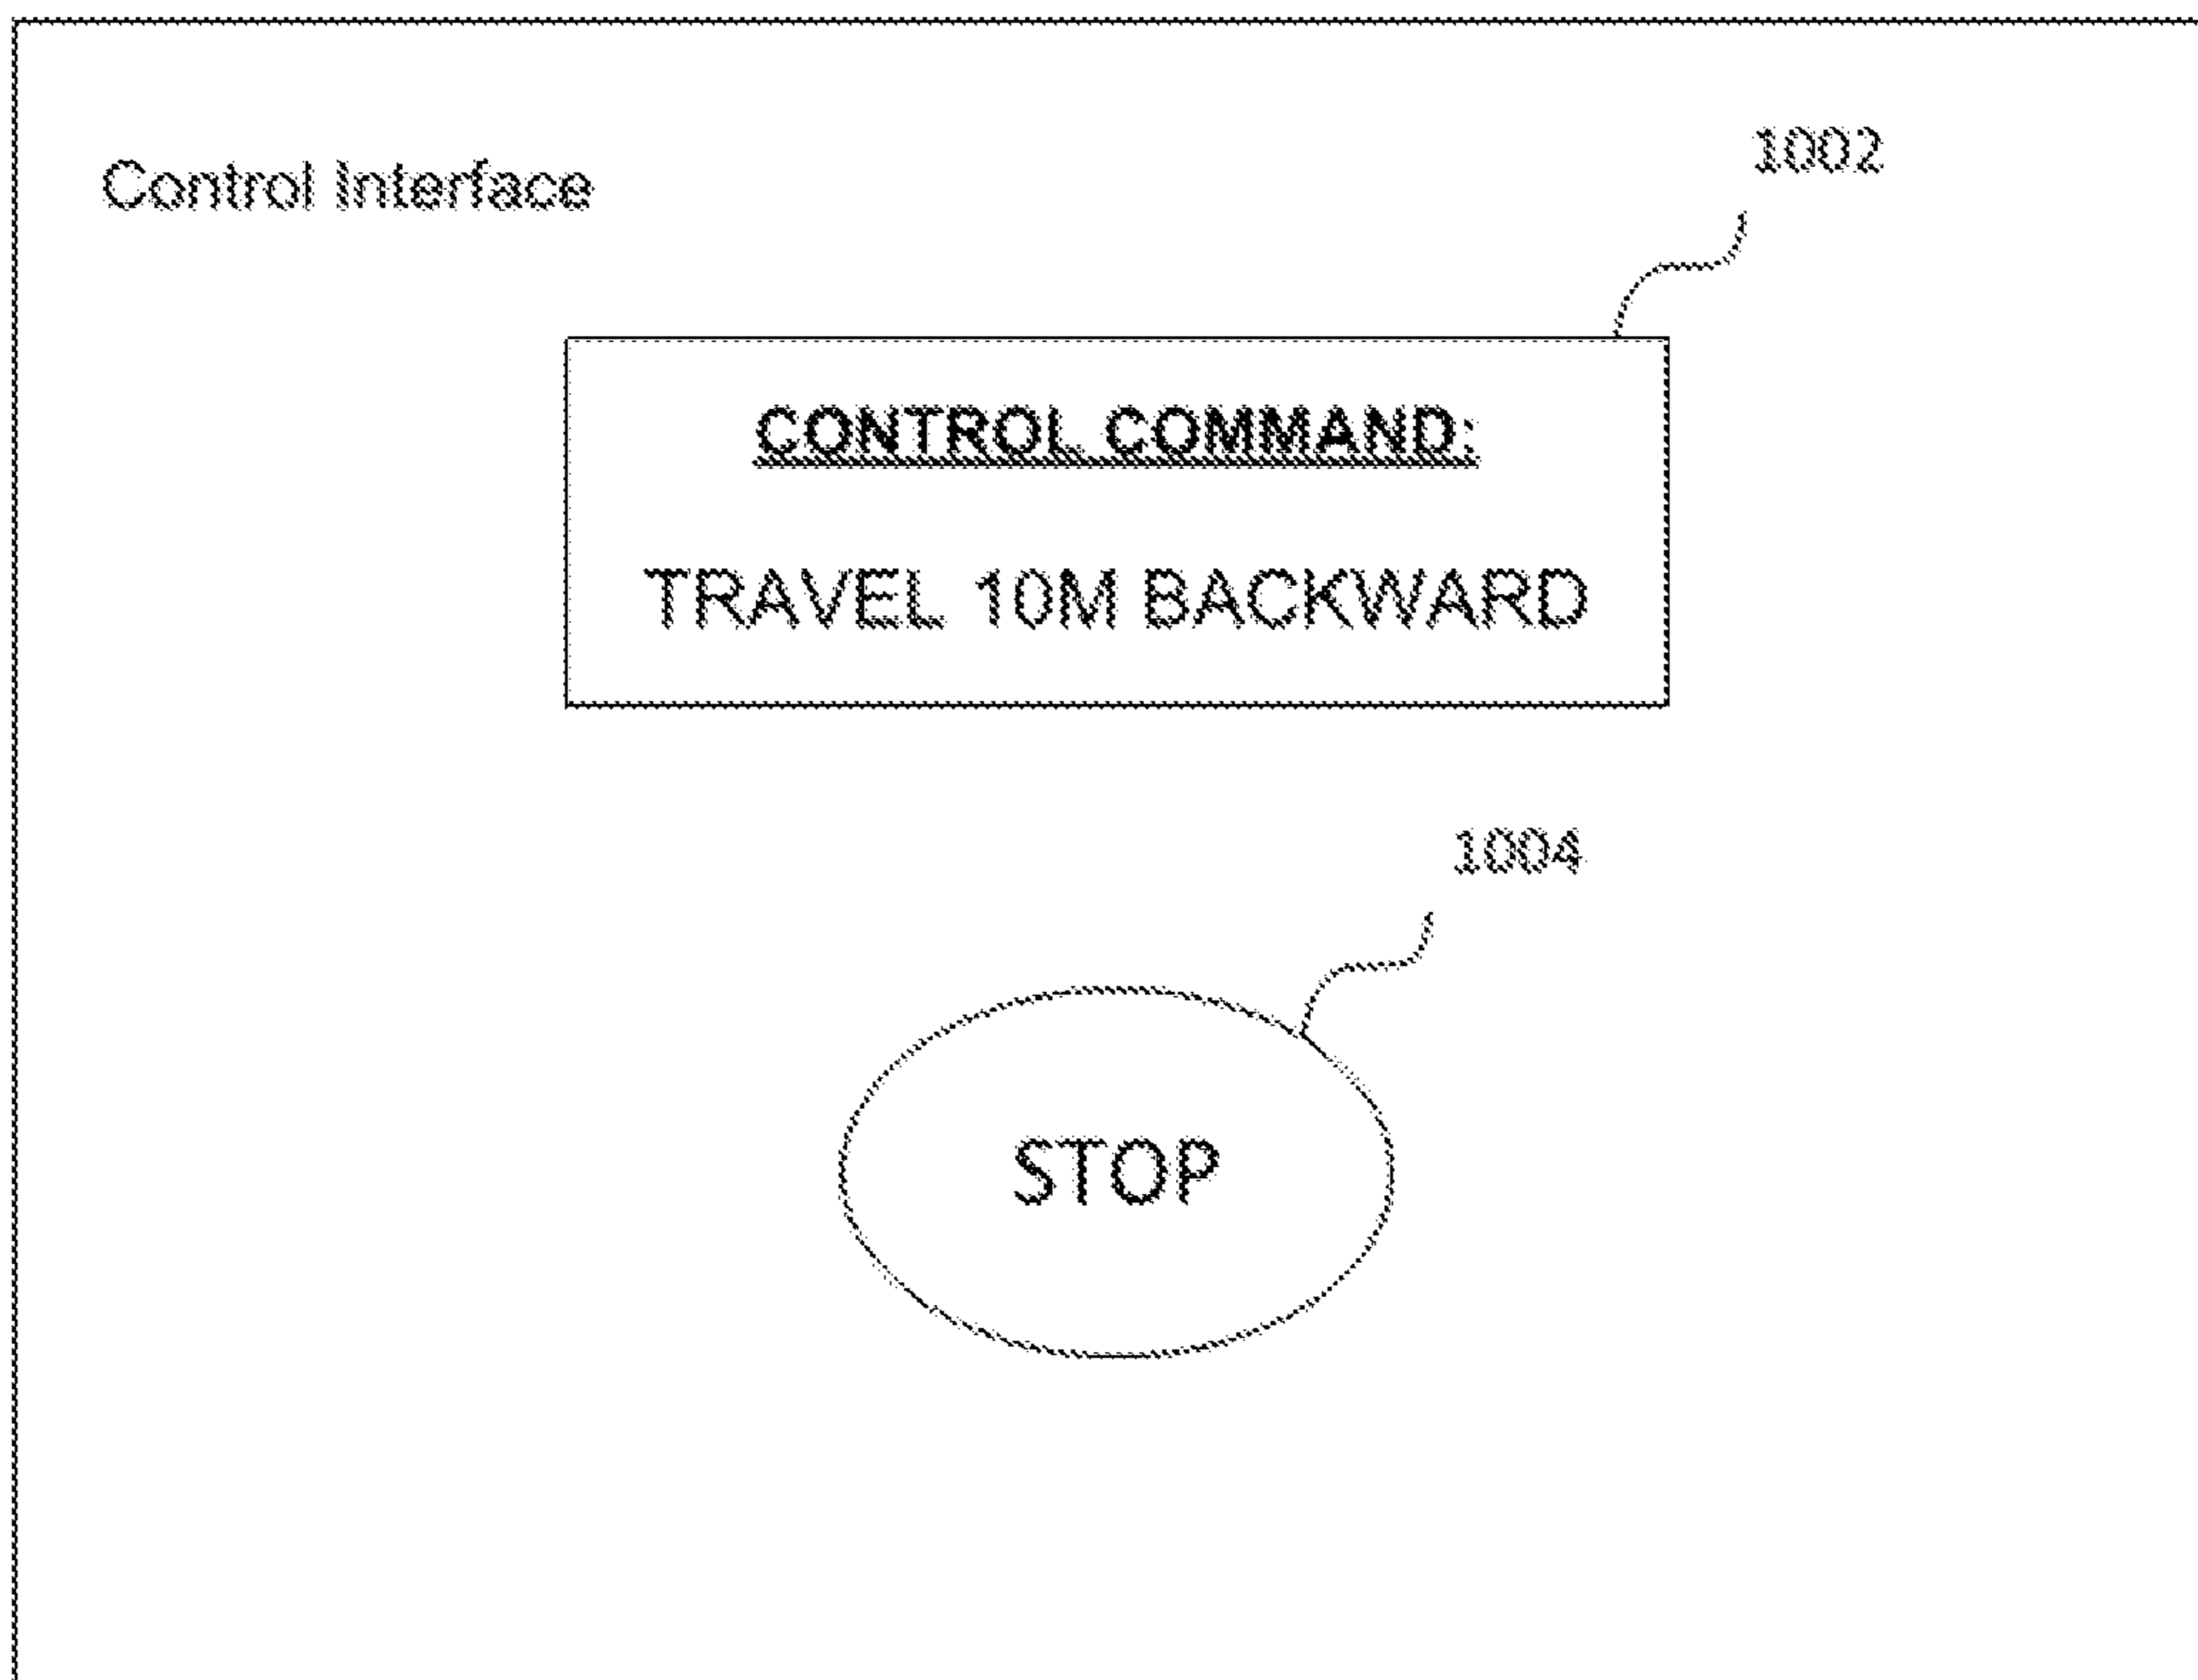 1002
Control Interface
CONTROL COMMAND:
TRAVEL 10M BACKWARD
1004
STOP